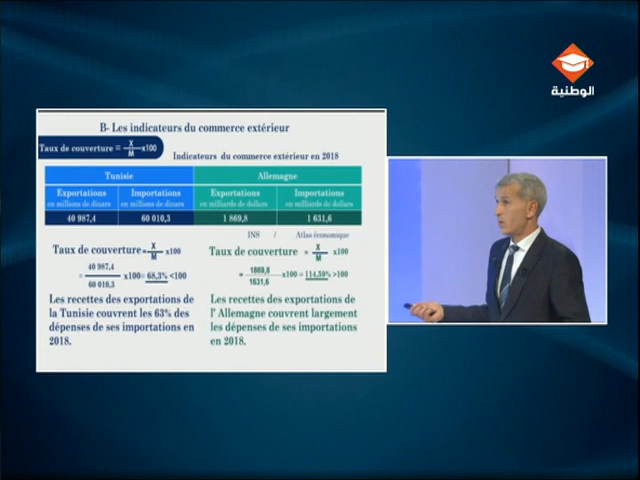 الوطنية
B- Les indicateurs du commerce extérieur
Taux de couverture = X/M x100
Indicateurs du commerce extérieur en 2018
Tunisie Allemagne
Exportations Importations Exportations Importations
en millions de dinars en millions de dinars en milliards de dollars en milliards de dollars
40 987,4 60 010,3 1 869,8 1 631,6
INS / Atlas économique
Taux de couverture = X/M x100
= 40 987,4 / 60 010,3 x100= 68,3% <100
Les recettes des exportations de
la Tunisie couvrent les 63% des
dépenses de ses importations en
2018.
Taux de couverture = X/M x100
= 1869,8 / 1631,6 x100 = 114,59% >100
Les recettes des exportations de
l' Allemagne couvrent largement
les dépenses de ses importations
en 2018.